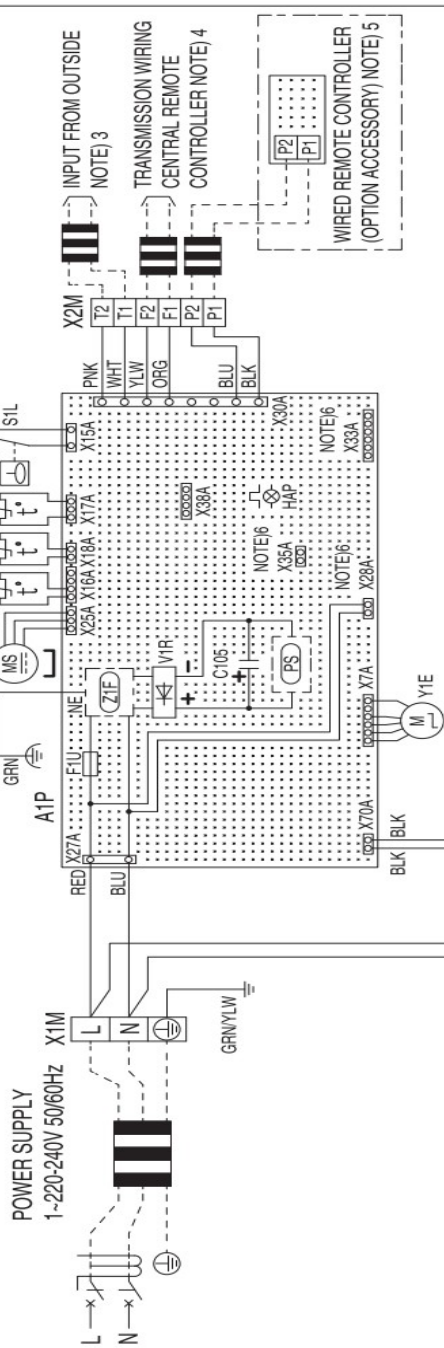 POWER SUPPLY
1~220-240V 50/60Hz
L
N
X1M
L
N
GRN/YLW
RED
BLU
X27A
A1P
GRN
F1U
NE
Z1F
V1R
C105
PS
MS
t°
t°
t°
S1L
X25A
X16A
X18A
X17A
X15A
X38A
HAP
NOTE)6
X35A
NOTE)6
X28A
NOTE)6
X33A
X7A
X70A
BLK
BLK
M
Y1E
X30A
PNK
WHT
YLW
ORG
BLU
BLK
X2M
T2
T1
F2
F1
P2
P1
INPUT FROM OUTSIDE
NOTE) 3
TRANSMISSION WIRING
CENTRAL REMOTE
CONTROLLER NOTE) 4
P2
P1
WIRED REMOTE CONTROLLER
(OPTION ACCESSORY) NOTE) 5